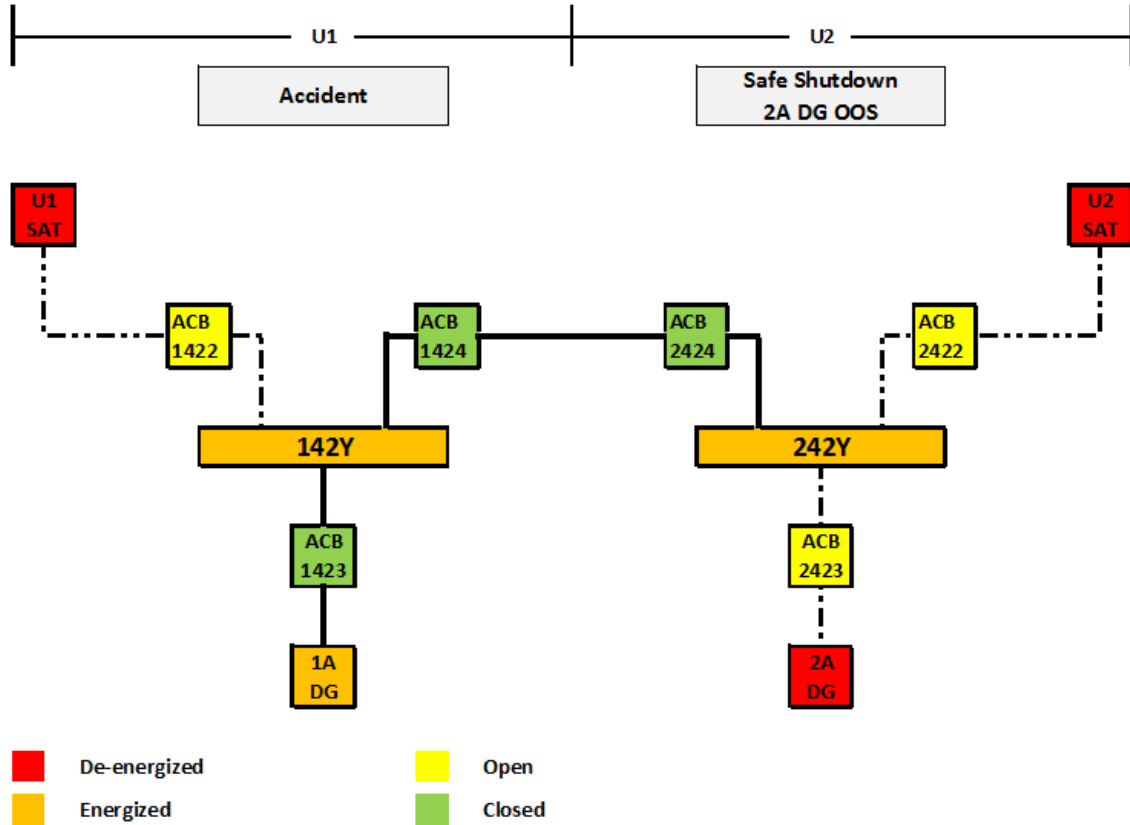 U1
U2
Accident
Safe Shutdown
2A DG OOS
U1
SAT
U2
SAT
ACB
1422
ACB
1424
ACB
2424
ACB
2422
142Y
242Y
ACB
1423
ACB
2423
1A
DG
2A
DG
De-energized
Open
Energized
Closed